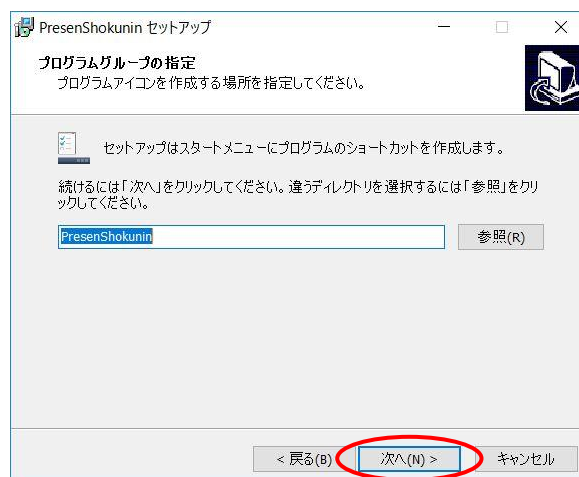 PresenShokunin セットアップ
プログラムグループの指定
プログラムアイコンを作成する場所を指定してください。
セットアップはスタートメニューにプログラムのショートカットを作成します。
続けるには「次へ」をクリックしてください。違うディレクトリを選択するには「参照」をクリ
ックしてください。
PresenShokunin
参照(R)
< 戻る(B)
次へ(N) >
キャンセル